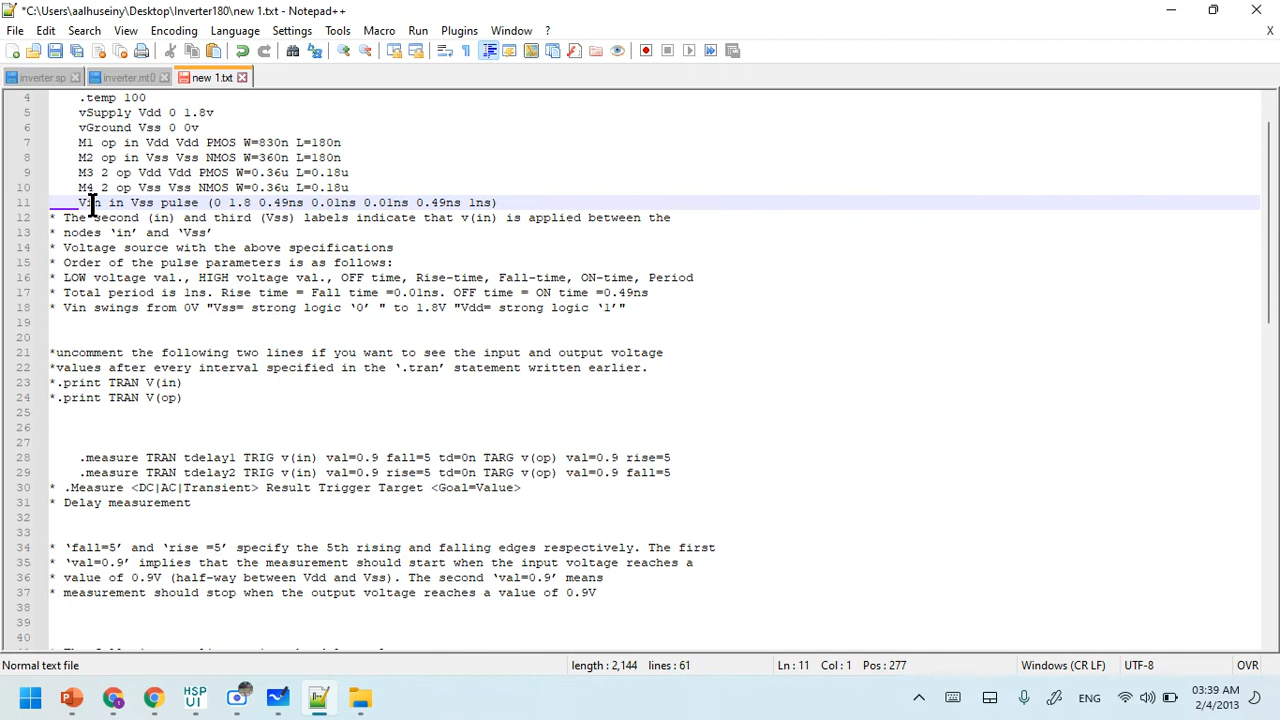 *C:\Users\aalhuseiny\Desktop\Inverter180\new 1.txt - Notepad++
File Edit Search View Encoding Language Settings Tools Macro Run Plugins Window ? X
inverter.sp inverter.mt0 new 1.txt
4 .temp 100
5 vSupply Vdd 0 1.8v
6 vGround Vss 0 0v
7 M1 op in Vdd Vdd PMOS W=830n L=180n
8 M2 op in Vss Vss NMOS W=360n L=180n
9 M3 2 op Vdd Vdd PMOS W=0.36u L=0.18u
10 M4 2 op Vss Vss NMOS W=0.36u L=0.18u
11 Vin in Vss pulse (0 1.8 0.49ns 0.01ns 0.01ns 0.49ns 1ns)
12 * The second (in) and third (Vss) labels indicate that v(in) is applied between the
13 * nodes ‘in’ and ‘Vss’
14 * Voltage source with the above specifications
15 * Order of the pulse parameters is as follows:
16 * LOW voltage val., HIGH voltage val., OFF time, Rise-time, Fall-time, ON-time, Period
17 * Total period is 1ns. Rise time = Fall time =0.01ns. OFF time = ON time =0.49ns
18 * Vin swings from 0V "Vss= strong logic ‘0’ " to 1.8V "Vdd= strong logic ‘1’"
19
20
21 *uncomment the following two lines if you want to see the input and output voltage
22 *values after every interval specified in the ‘.tran’ statement written earlier.
23 *.print TRAN V(in)
24 *.print TRAN V(op)
25
26
27
28 .measure TRAN tdelay1 TRIG v(in) val=0.9 fall=5 td=0n TARG v(op) val=0.9 rise=5
29 .measure TRAN tdelay2 TRIG v(in) val=0.9 rise=5 td=0n TARG v(op) val=0.9 fall=5
30 * .Measure <DC|AC|Transient> Result Trigger Target <Goal=Value>
31 * Delay measurement
32
33
34 * ‘fall=5’ and ‘rise =5’ specify the 5th rising and falling edges respectively. The first
35 * ‘val=0.9’ implies that the measurement should start when the input voltage reaches a
36 * value of 0.9V (half-way between Vdd and Vss). The second ‘val=0.9’ means
37 * measurement should stop when the output voltage reaches a value of 0.9V
38
39
40
Normal text file length : 2,144 lines : 61 Ln : 11 Col : 1 Pos : 277 Windows (CR LF) UTF-8 OVR
HSP UI ENG 03:39 AM
2/4/2013